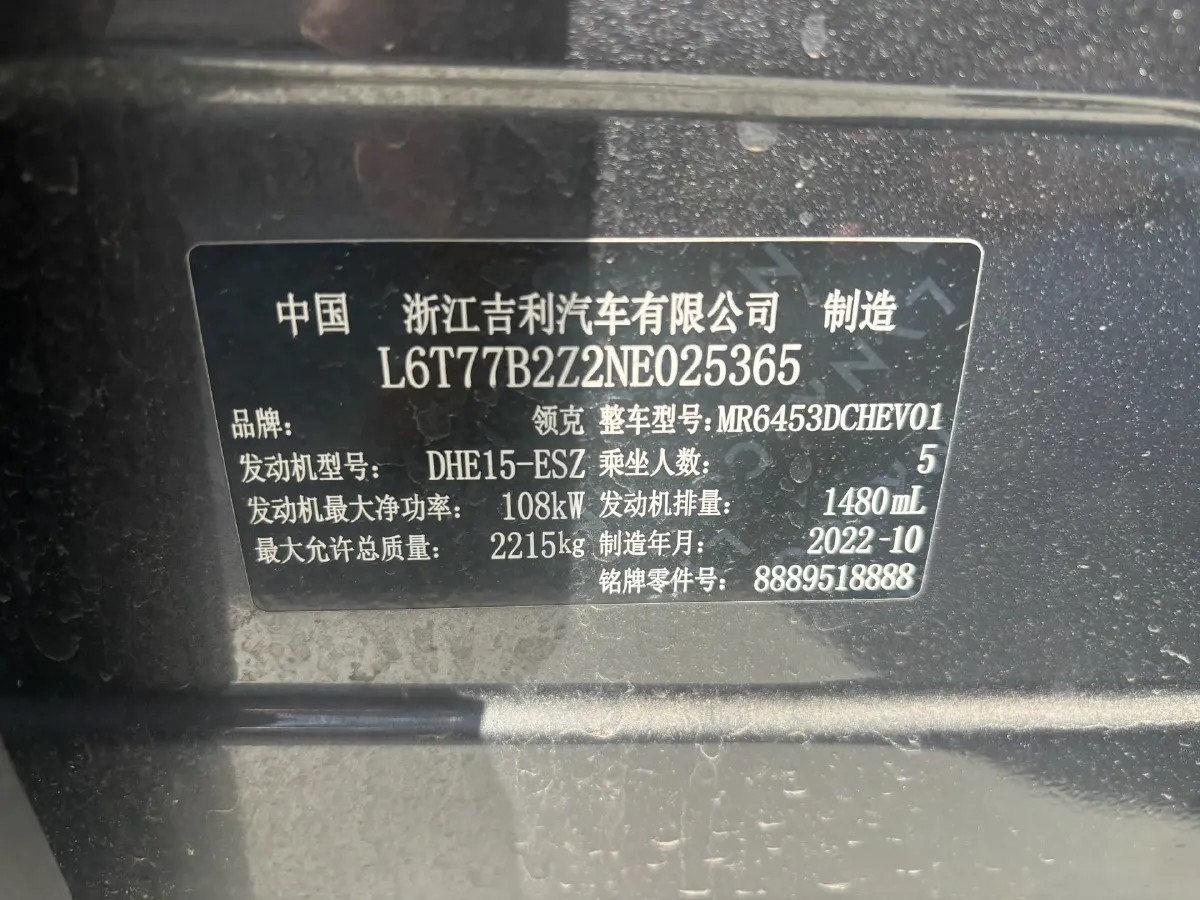 中国 浙江吉利汽车有限公司 制造
L6T77B2Z2NE025365
品牌: 领克 整车型号:MR6453DCHEV01
发动机型号: DHE15-ESZ 乘坐人数: 5
发动机最大净功率: 108kW 发动机排量: 1480mL
最大允许总质量: 2215kg 制造年月: 2022-10
铭牌零件号: 8889518888